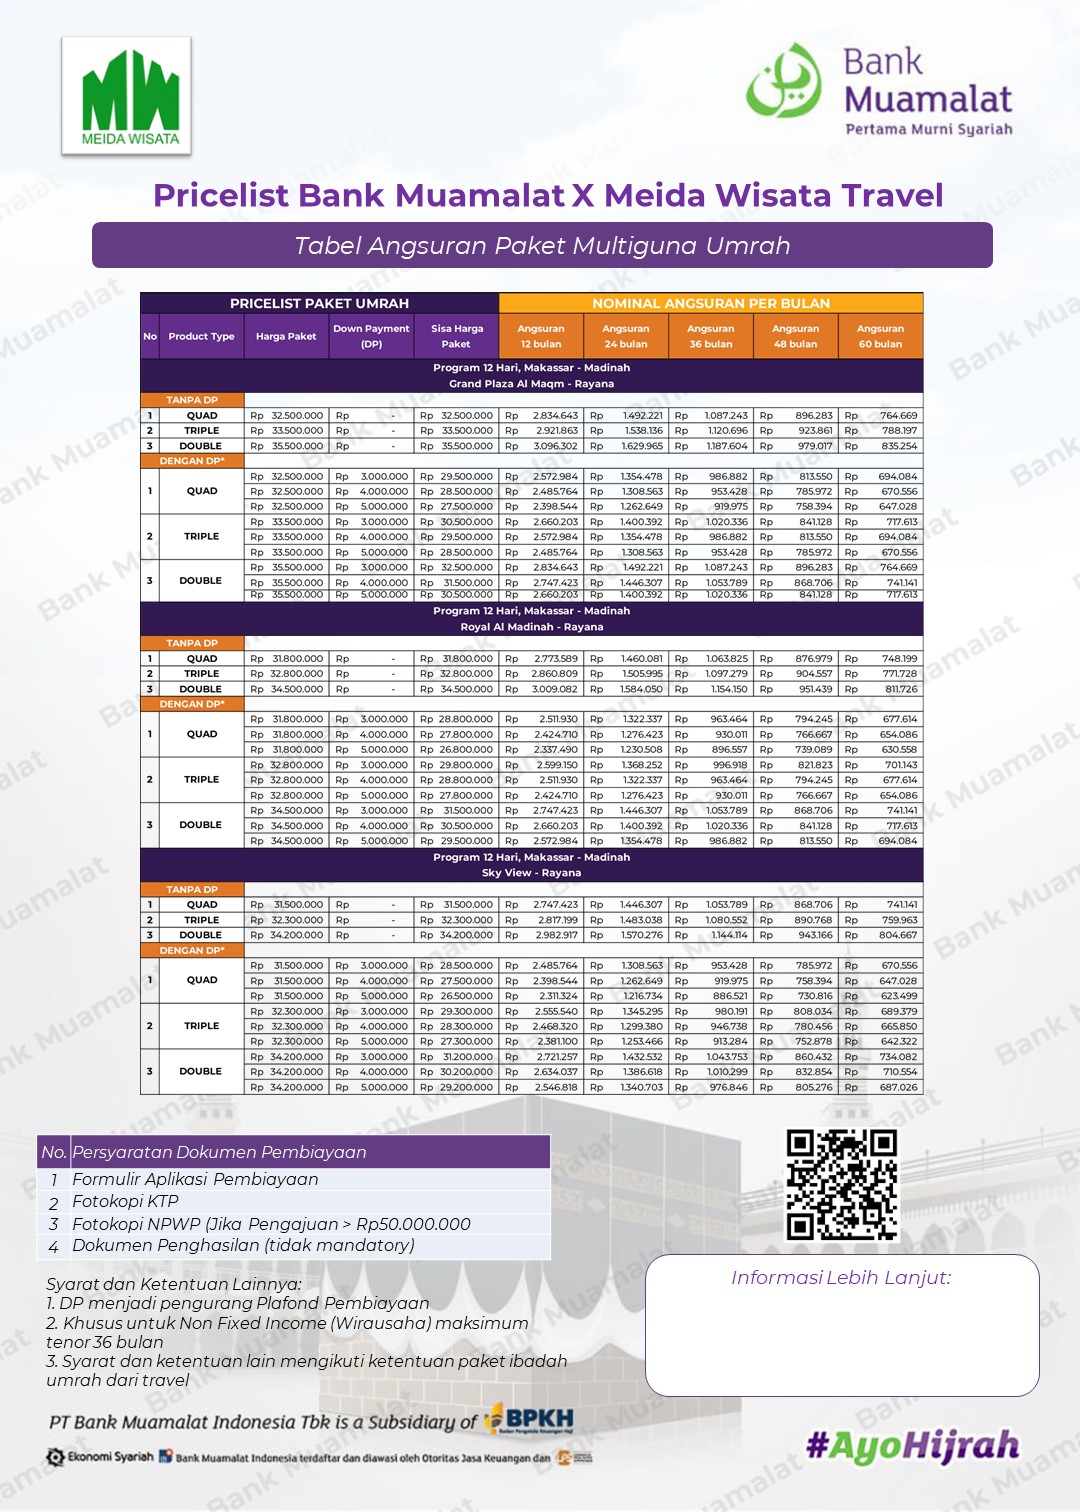 MEIDA WISATA
Bank
Muamalat
Pertama Murni Syariah
Pricelist Bank Muamalat X Meida Wisata Travel
Tabel Angsuran Paket Multiguna Umrah
PRICELIST PAKET UMRAH NOMINAL ANGSURAN PER BULAN
No Product Type Harga Paket Down Payment (DP) Sisa Harga Paket Angsuran 12 bulan Angsuran 24 bulan Angsuran 36 bulan Angsuran 48 bulan Angsuran 60 bulan
Program 12 Hari, Makassar - Madinah
Grand Plaza Al Maqm - Rayana
TANPA DP
1 QUAD Rp 32.500.000 Rp - Rp 32.500.000 Rp 2.834.643 Rp 1.492.221 Rp 1.087.243 Rp 896.283 Rp 764.669
2 TRIPLE Rp 33.500.000 Rp - Rp 33.500.000 Rp 2.921.863 Rp 1.538.136 Rp 1.120.696 Rp 923.861 Rp 788.197
3 DOUBLE Rp 35.500.000 Rp - Rp 35.500.000 Rp 3.096.302 Rp 1.629.965 Rp 1.187.604 Rp 979.017 Rp 835.254
DENGAN DP*
Rp 32.500.000 Rp 3.000.000 Rp 29.500.000 Rp 2.572.984 Rp 1.354.478 Rp 986.882 Rp 813.550 Rp 694.084
1 QUAD Rp 32.500.000 Rp 4.000.000 Rp 28.500.000 Rp 2.485.764 Rp 1.308.563 Rp 953.428 Rp 785.972 Rp 670.556
Rp 32.500.000 Rp 5.000.000 Rp 27.500.000 Rp 2.398.544 Rp 1.262.649 Rp 919.975 Rp 758.394 Rp 647.028
Rp 33.500.000 Rp 3.000.000 Rp 30.500.000 Rp 2.660.203 Rp 1.400.392 Rp 1.020.336 Rp 841.128 Rp 717.613
2 TRIPLE Rp 33.500.000 Rp 4.000.000 Rp 29.500.000 Rp 2.572.984 Rp 1.354.478 Rp 986.882 Rp 813.550 Rp 694.084
Rp 33.500.000 Rp 5.000.000 Rp 28.500.000 Rp 2.485.764 Rp 1.308.563 Rp 953.428 Rp 785.972 Rp 670.556
Rp 35.500.000 Rp 3.000.000 Rp 32.500.000 Rp 2.834.643 Rp 1.492.221 Rp 1.087.243 Rp 896.283 Rp 764.669
3 DOUBLE Rp 35.500.000 Rp 4.000.000 Rp 31.500.000 Rp 2.747.423 Rp 1.446.307 Rp 1.053.789 Rp 868.706 Rp 741.141
Rp 35.500.000 Rp 5.000.000 Rp 30.500.000 Rp 2.660.203 Rp 1.400.392 Rp 1.020.336 Rp 841.128 Rp 717.613
Program 12 Hari, Makassar - Madinah
Royal Al Madinah - Rayana
TANPA DP
1 QUAD Rp 31.800.000 Rp - Rp 31.800.000 Rp 2.773.589 Rp 1.460.081 Rp 1.063.825 Rp 876.979 Rp 748.199
2 TRIPLE Rp 32.800.000 Rp - Rp 32.800.000 Rp 2.860.809 Rp 1.505.995 Rp 1.097.279 Rp 904.557 Rp 771.728
3 DOUBLE Rp 34.500.000 Rp - Rp 34.500.000 Rp 3.009.082 Rp 1.584.050 Rp 1.154.150 Rp 951.439 Rp 811.726
DENGAN DP*
Rp 31.800.000 Rp 3.000.000 Rp 28.800.000 Rp 2.511.930 Rp 1.322.337 Rp 963.464 Rp 794.245 Rp 677.614
1 QUAD Rp 31.800.000 Rp 4.000.000 Rp 27.800.000 Rp 2.424.710 Rp 1.276.423 Rp 930.011 Rp 766.667 Rp 654.086
Rp 31.800.000 Rp 5.000.000 Rp 26.800.000 Rp 2.337.490 Rp 1.230.508 Rp 896.557 Rp 739.089 Rp 630.558
Rp 32.800.000 Rp 3.000.000 Rp 29.800.000 Rp 2.599.150 Rp 1.368.252 Rp 996.918 Rp 821.823 Rp 701.143
2 TRIPLE Rp 32.800.000 Rp 4.000.000 Rp 28.800.000 Rp 2.511.930 Rp 1.322.337 Rp 963.464 Rp 794.245 Rp 677.614
Rp 32.800.000 Rp 5.000.000 Rp 27.800.000 Rp 2.424.710 Rp 1.276.423 Rp 930.011 Rp 766.667 Rp 654.086
Rp 34.500.000 Rp 3.000.000 Rp 31.500.000 Rp 2.747.423 Rp 1.446.307 Rp 1.053.789 Rp 868.706 Rp 741.141
3 DOUBLE Rp 34.500.000 Rp 4.000.000 Rp 30.500.000 Rp 2.660.203 Rp 1.400.392 Rp 1.020.336 Rp 841.128 Rp 717.613
Rp 34.500.000 Rp 5.000.000 Rp 29.500.000 Rp 2.572.984 Rp 1.354.478 Rp 986.882 Rp 813.550 Rp 694.084
Program 12 Hari, Makassar - Madinah
Sky View - Rayana
TANPA DP
1 QUAD Rp 31.500.000 Rp - Rp 31.500.000 Rp 2.747.423 Rp 1.446.307 Rp 1.053.789 Rp 868.706 Rp 741.141
2 TRIPLE Rp 32.300.000 Rp - Rp 32.300.000 Rp 2.817.199 Rp 1.483.038 Rp 1.080.552 Rp 890.768 Rp 759.963
3 DOUBLE Rp 34.200.000 Rp - Rp 34.200.000 Rp 2.982.917 Rp 1.570.276 Rp 1.144.114 Rp 943.166 Rp 804.667
DENGAN DP*
Rp 31.500.000 Rp 3.000.000 Rp 28.500.000 Rp 2.485.764 Rp 1.308.563 Rp 953.428 Rp 785.972 Rp 670.556
1 QUAD Rp 31.500.000 Rp 4.000.000 Rp 27.500.000 Rp 2.398.544 Rp 1.262.649 Rp 919.975 Rp 758.394 Rp 647.028
Rp 31.500.000 Rp 5.000.000 Rp 26.500.000 Rp 2.311.324 Rp 1.216.734 Rp 886.521 Rp 730.816 Rp 623.499
Rp 32.300.000 Rp 3.000.000 Rp 29.300.000 Rp 2.555.540 Rp 1.345.295 Rp 980.191 Rp 808.034 Rp 689.379
2 TRIPLE Rp 32.300.000 Rp 4.000.000 Rp 28.300.000 Rp 2.468.320 Rp 1.299.380 Rp 946.738 Rp 780.456 Rp 665.850
Rp 32.300.000 Rp 5.000.000 Rp 27.300.000 Rp 2.381.100 Rp 1.253.466 Rp 913.284 Rp 752.878 Rp 642.322
Rp 34.200.000 Rp 3.000.000 Rp 31.200.000 Rp 2.721.257 Rp 1.432.532 Rp 1.043.753 Rp 860.432 Rp 734.082
3 DOUBLE Rp 34.200.000 Rp 4.000.000 Rp 30.200.000 Rp 2.634.037 Rp 1.386.618 Rp 1.010.299 Rp 832.854 Rp 710.554
Rp 34.200.000 Rp 5.000.000 Rp 29.200.000 Rp 2.546.818 Rp 1.340.703 Rp 976.846 Rp 805.276 Rp 687.026
No. Persyaratan Dokumen Pembiayaan
1 Formulir Aplikasi Pembiayaan
2 Fotokopi KTP
3 Fotokopi NPWP (Jika Pengajuan > Rp50.000.000
4 Dokumen Penghasilan (tidak mandatory)
Syarat dan Ketentuan Lainnya:
1. DP menjadi pengurang Plafond Pembiayaan
2. Khusus untuk Non Fixed Income (Wirausaha) maksimum
tenor 36 bulan
3. Syarat dan ketentuan lain mengikuti ketentuan paket ibadah
umrah dari travel
Informasi Lebih Lanjut:
PT Bank Muamalat Indonesia Tbk is a Subsidiary of BPKH
Ekonomi Syariah Bank Muamalat Indonesia terdaftar dan diawasi oleh Otoritas Jasa Keuangan dan
#AyoHijrah